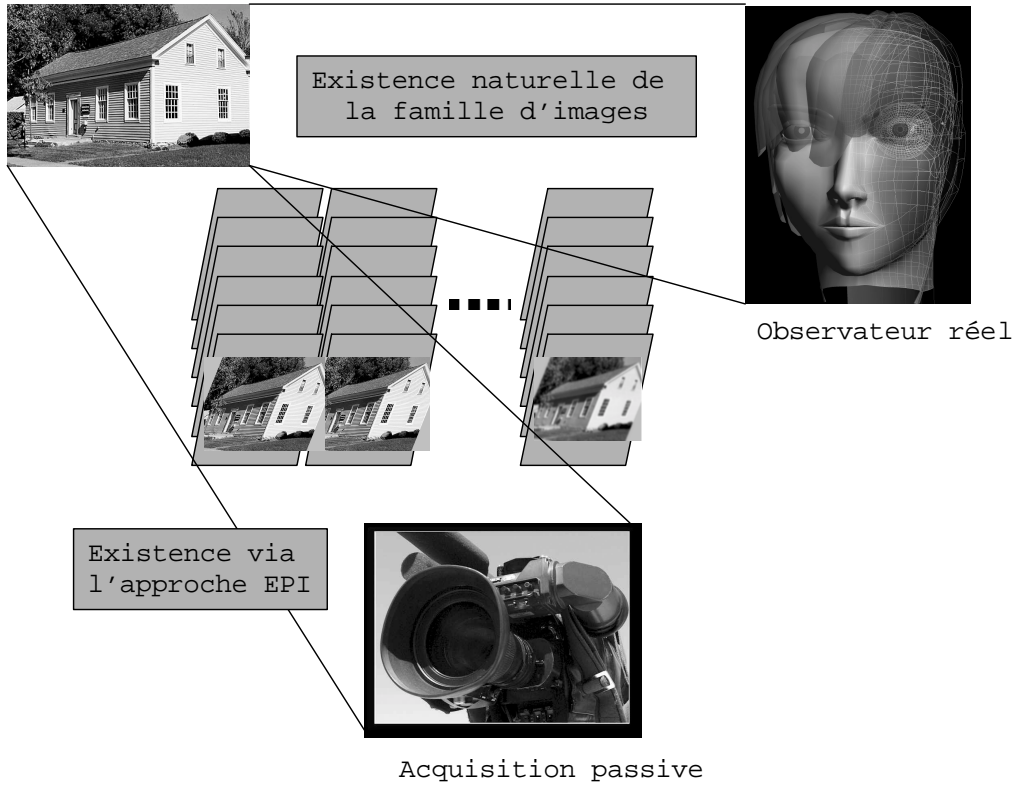 Existence naturelle de
la famille d'images
Observateur réel
Existence via
l'approche EPI
Acquisition passive